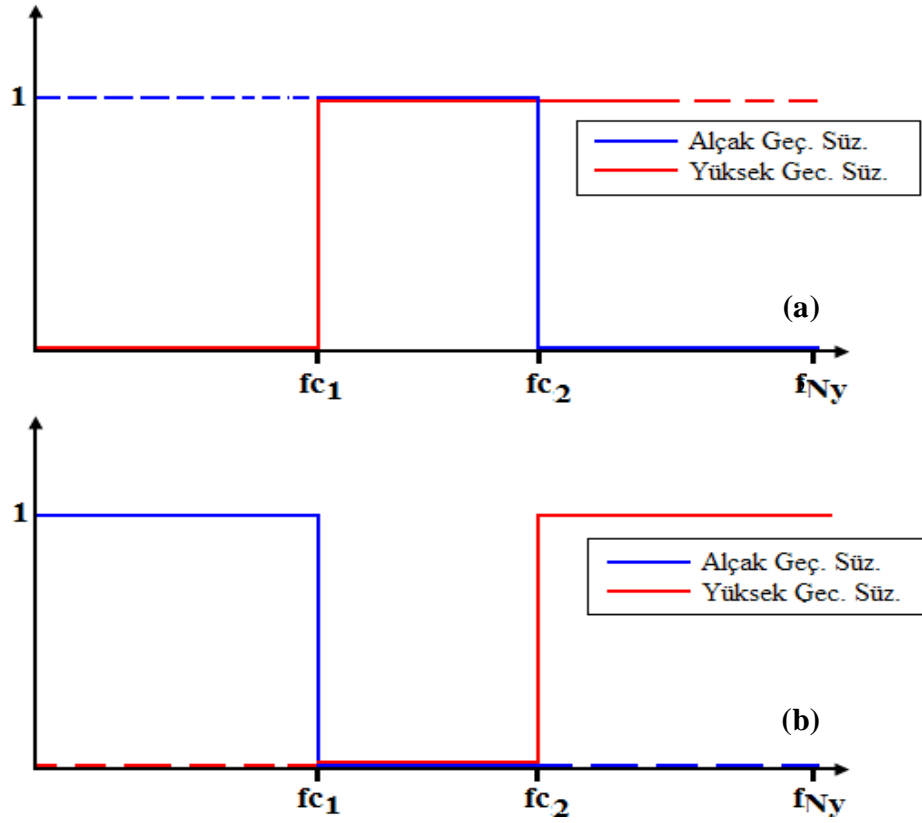 1
Alçak Geç. Süz.
Yüksek Gec. Süz.
(a)
fc1 fc2 fNy
1
Alçak Geç. Süz.
Yüksek Gec. Süz.
(b)
fc1 fc2 fNy